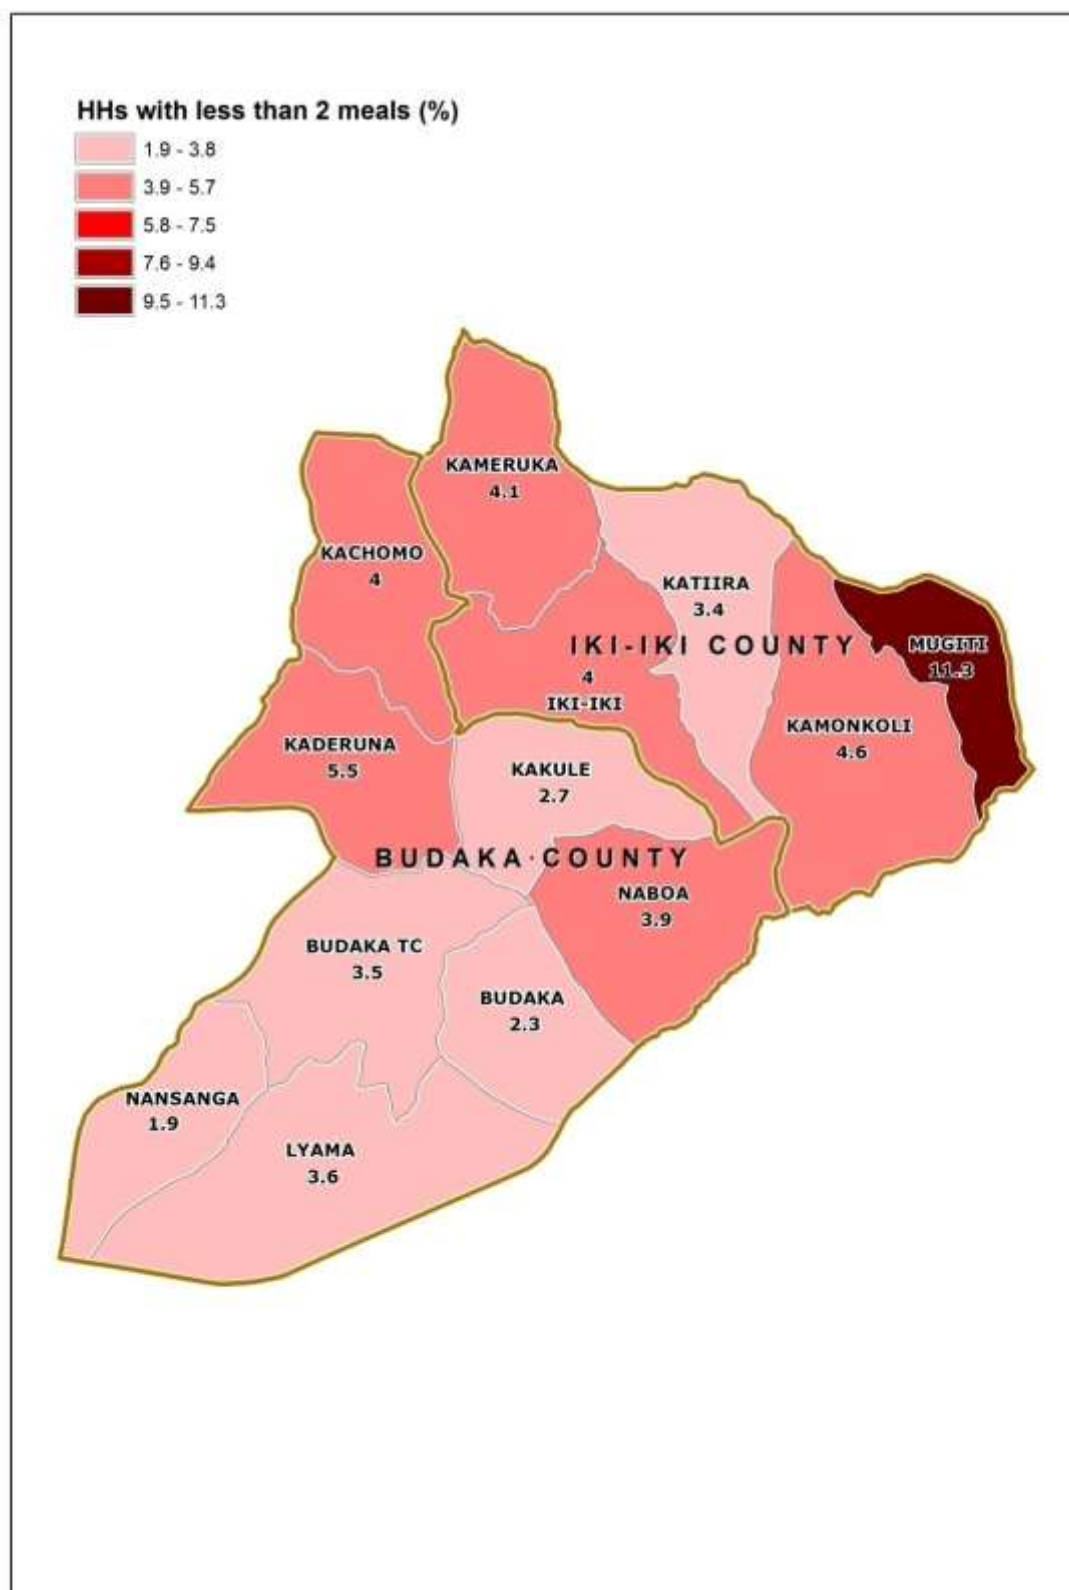 HHs with less than 2 meals (%)
1.9 - 3.8
3.9 - 5.7
5.8 - 7.5
7.6 - 9.4
9.5 - 11.3
KAMERUKA
4.1
KACHOMO
4
KATIIRA
3.4
IKI-IKI COUNTY
MUGITI
11.3
4
IKI-IKI
KAMONKOLI
4.6
KADERUNA
5.5
KAKULE
2.7
BUDAKA COUNTY
NABOA
3.9
BUDAKA TC
3.5
BUDAKA
2.3
NANSANGA
1.9
LYAMA
3.6